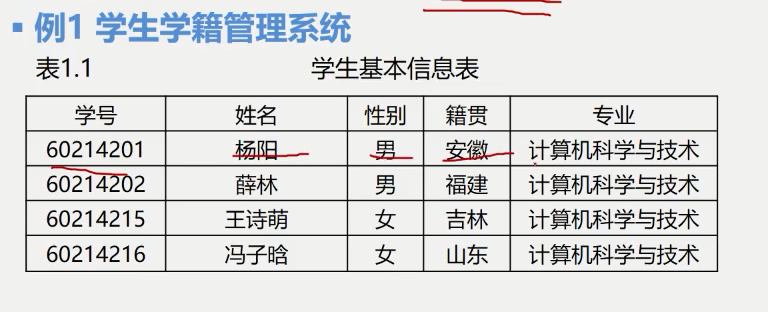 ▪ 例1 学生学籍管理系统
表1.1 学生基本信息表
学号 姓名 性别 籍贯 专业
60214201 杨阳 男 安徽 计算机科学与技术
60214202 薛林 男 福建 计算机科学与技术
60214215 王诗萌 女 吉林 计算机科学与技术
60214216 冯子晗 女 山东 计算机科学与技术